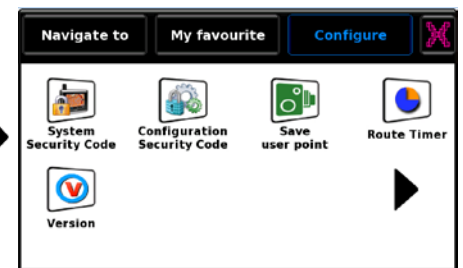 Navigate to
My favourite
Configure
System
Security Code
Configuration
Security Code
Save
user point
Route Timer
Version